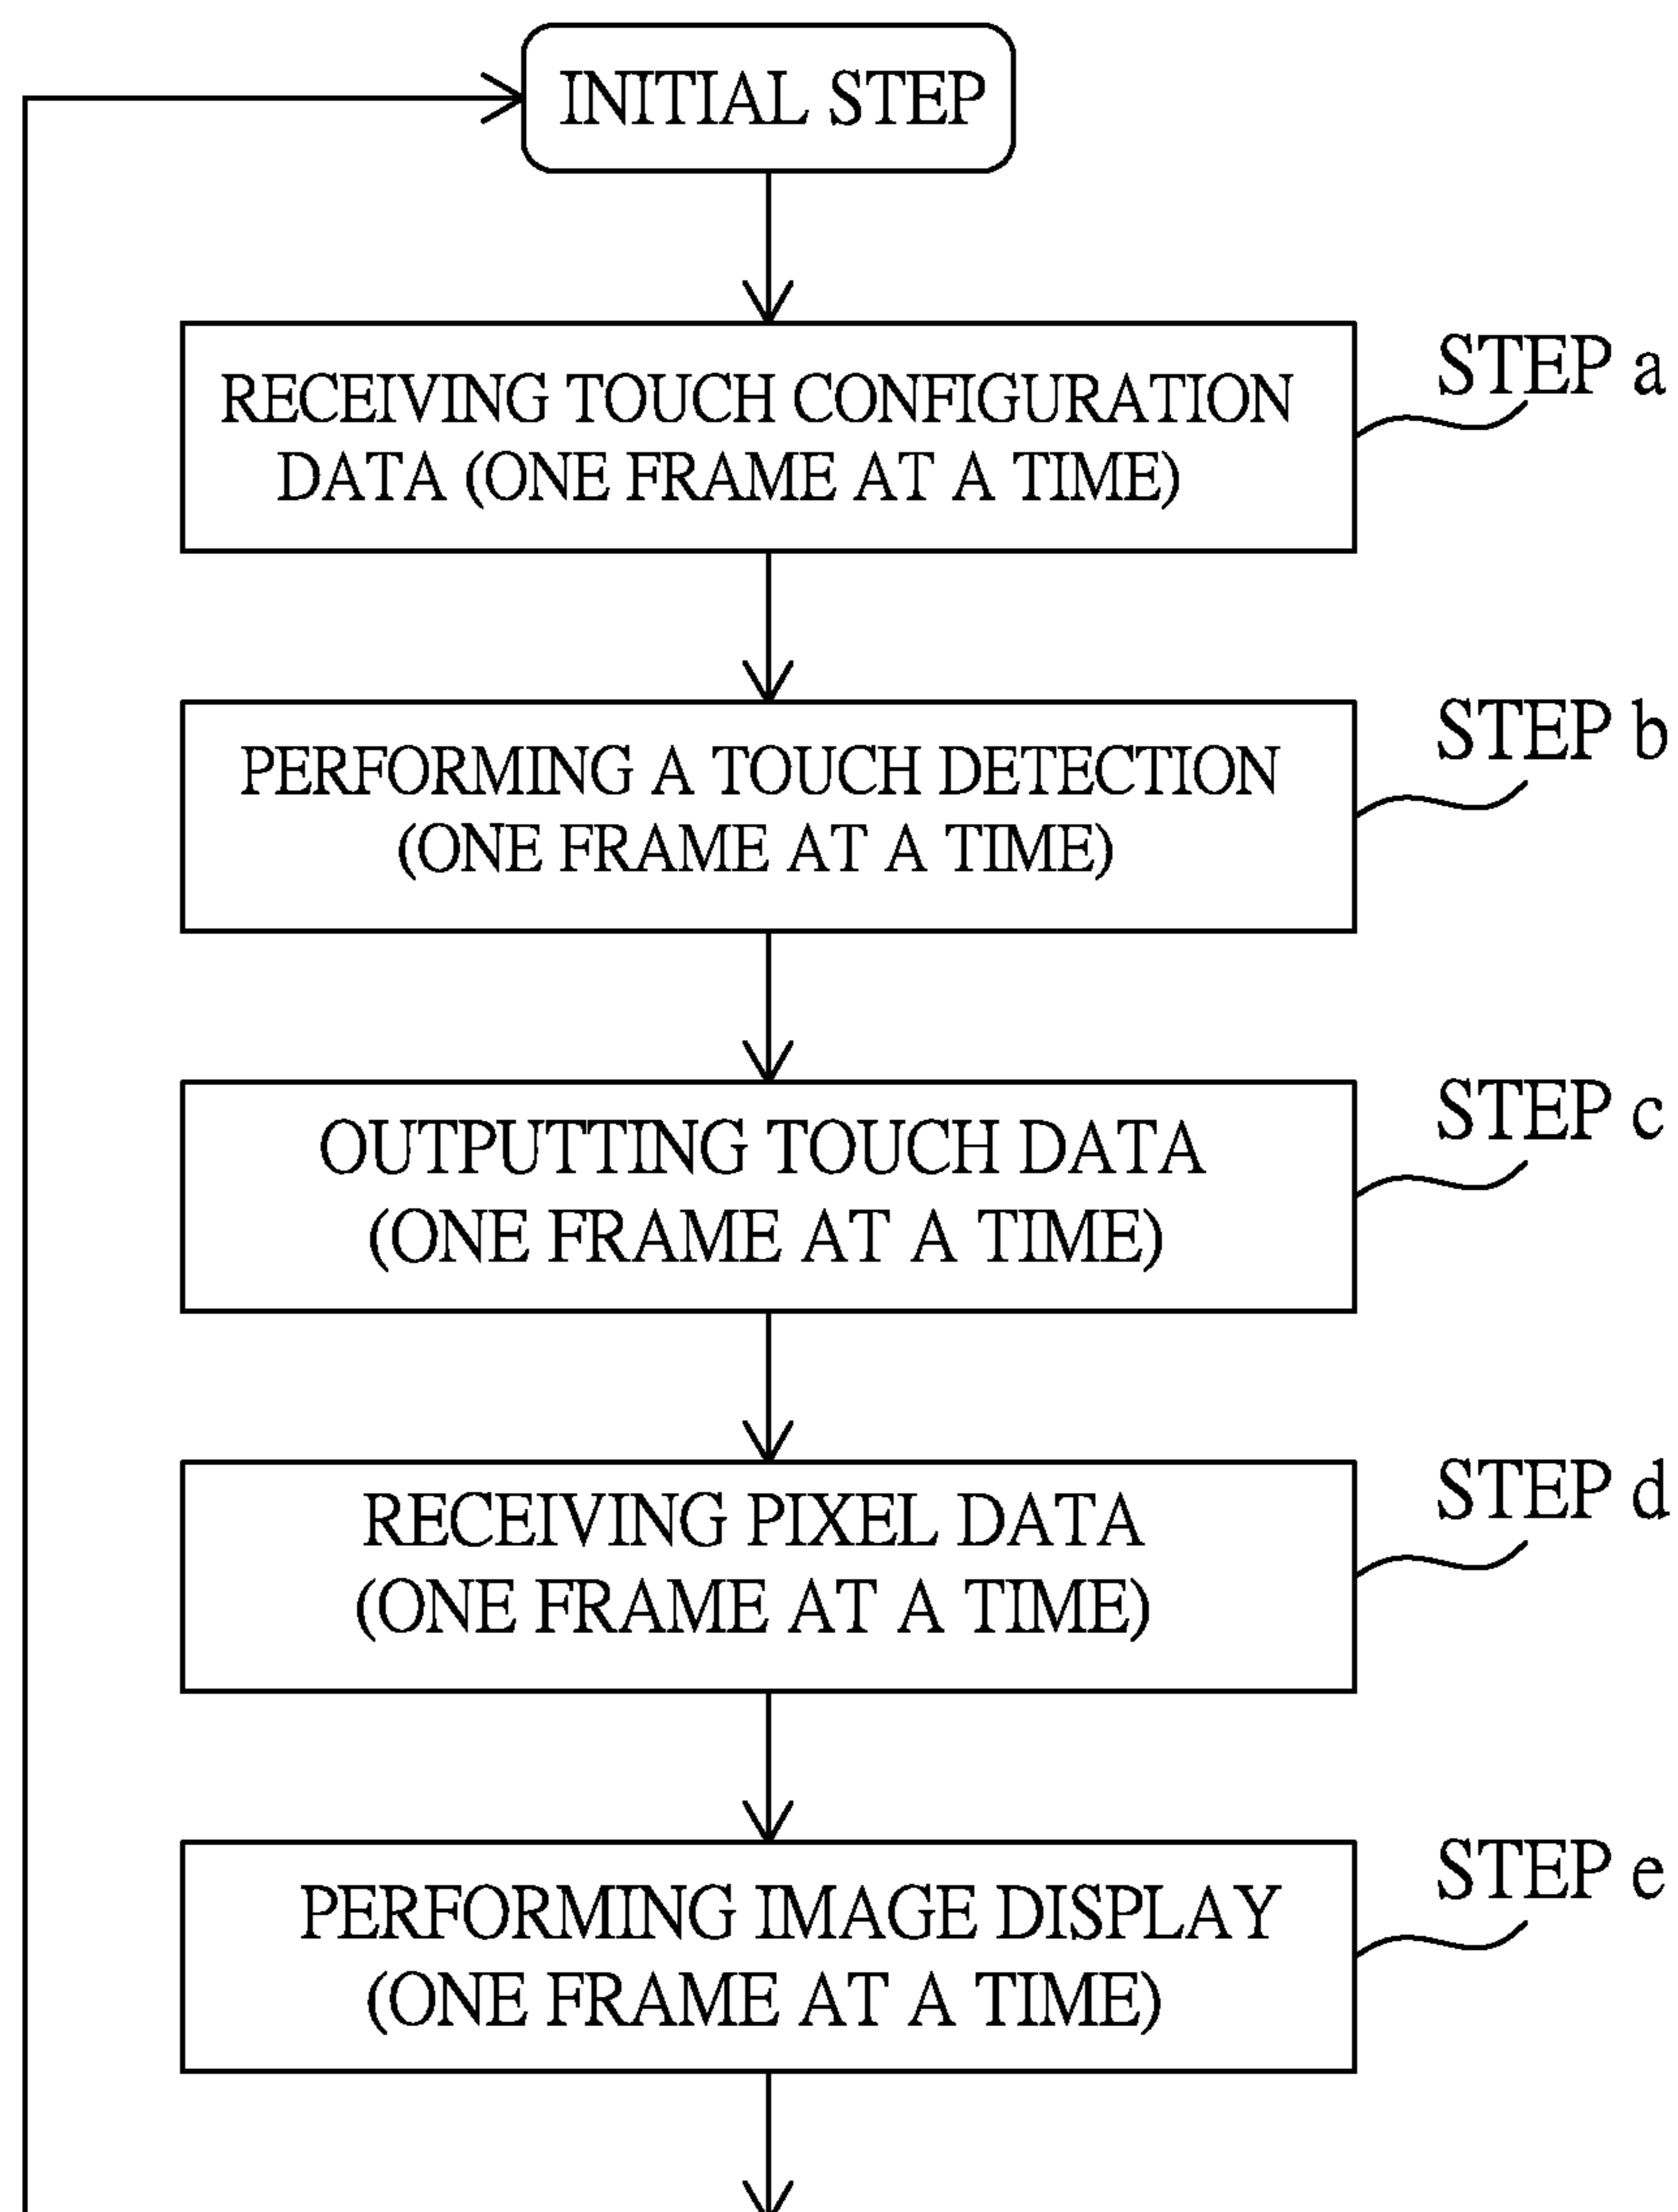 INITIAL STEP
RECEIVING TOUCH CONFIGURATION
DATA (ONE FRAME AT A TIME)
STEP a
PERFORMING A TOUCH DETECTION
(ONE FRAME AT A TIME)
STEP b
OUTPUTTING TOUCH DATA
(ONE FRAME AT A TIME)
STEP c
RECEIVING PIXEL DATA
(ONE FRAME AT A TIME)
STEP d
PERFORMING IMAGE DISPLAY
(ONE FRAME AT A TIME)
STEP e